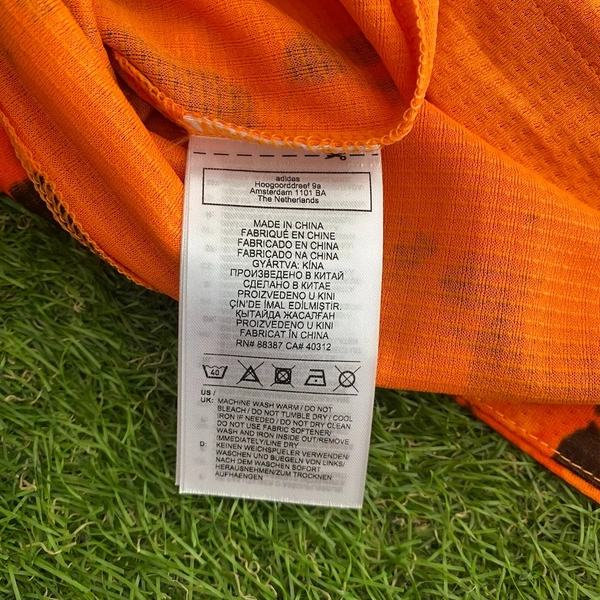 adidas
Hoogoorddreef 9a
Amsterdam 1101 BA
The Netherlands
MADE IN CHINA
FABRIQUÉ EN CHINE
FABRICADO EN CHINA
FABRICADO NA CHINA
GYÁRTVA: KÍNA
ПРОИЗВЕДЕНО В КИТАЙ
СДЕЛАНО В КИТАЕ
PROIZVEDENO U KINI
ÇIN'DE İMAL EDİLMİŞTİR.
ҚЫТАЙДА ЖАСАЛҒАН
PROIZVEDENO U KINI
FABRICAT ÎN CHINA
RN# 88387 CA# 40312
40
US /
UK: MACHINE WASH WARM / DO NOT
BLEACH / DO NOT TUMBLE DRY / COOL
IRON IF NEEDED / DO NOT DRY CLEAN
DO NOT USE FABRIC SOFTENER/
WASH AND IRON INSIDE OUT/REMOVE
IMMEDIATELY/LINE DRY
D: KEINEN WEICHSPUELER VERWENDEN/
WASCHEN UND BUEGELN VON LINKS/
NACH DEM WASCHEN SOFORT
HERAUSNEHMEN/ZUM TROCKNEN
AUFHAENGEN